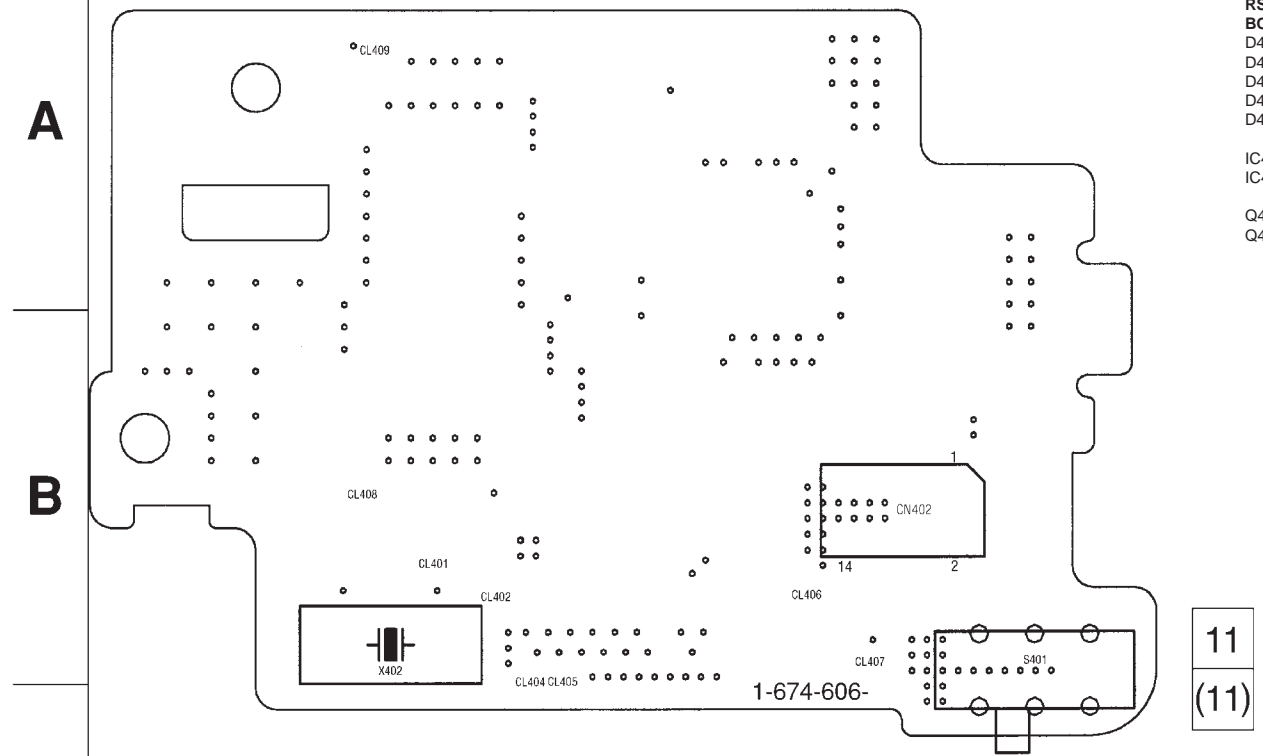 A
B
CL409
CL408
CL401
CL402
CL404 CL405
X402
1
CN402
14
2
CL406
CL407
S401
1-674-606-
11
(11)
RS
BO
D4
D4
D4
D4
D4
IC4
IC4
Q4
Q4